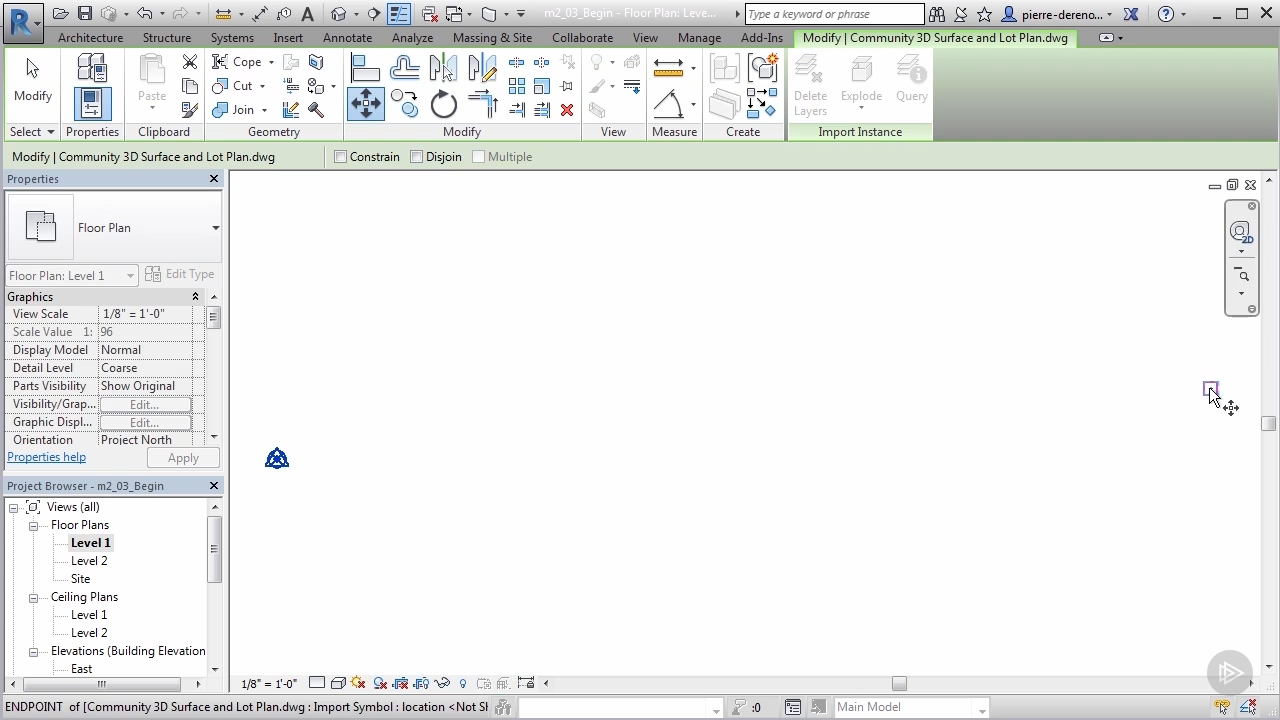 m2_03_Begin - Floor Plan: Leve...
Type a keyword or phrase
pierre-dereno...
Architecture Structure Systems Insert Annotate Analyze Massing & Site Collaborate View Manage Add-Ins Modify | Community 3D Surface and Lot Plan.dwg
Modify
Paste
Cope
Cut
Join
Delete Layers
Explode
Query
Select Properties Clipboard Geometry Modify View Measure Create Import Instance
Modify | Community 3D Surface and Lot Plan.dwg
Constrain Disjoin Multiple
Properties
Floor Plan
Floor Plan: Level 1 Edit Type
Graphics
View Scale 1/8" = 1'-0"
Scale Value 1: 96
Display Model Normal
Detail Level Coarse
Parts Visibility Show Original
Visibility/Grap... Edit...
Graphic Displ... Edit...
Orientation Project North
Properties help Apply
Project Browser - m2_03_Begin
Views (all)
Floor Plans
Level 1
Level 2
Site
Ceiling Plans
Level 1
Level 2
Elevations (Building Elevation
East
2D
1/8" = 1'-0"
ENDPOINT of [Community 3D Surface and Lot Plan.dwg : Import Symbol : location <Not Sl
:0
Main Model